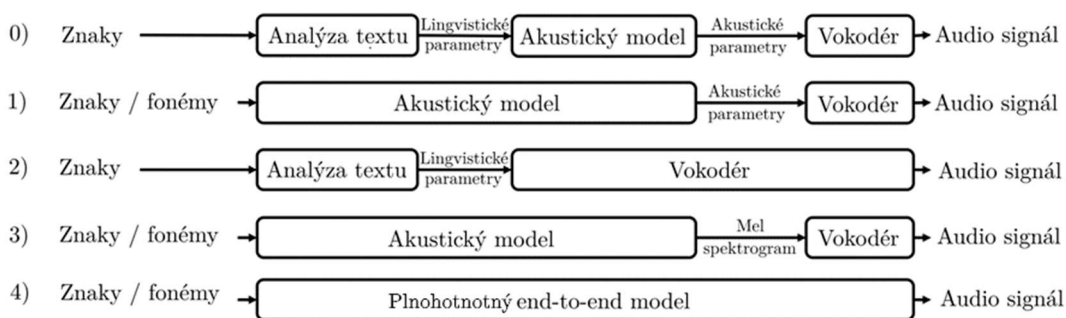 0) Znaky Analýza textu Lingvistické parametry Akustický model Akustické parametry Vokodér Audio signál
1) Znaky / fonémy Akustický model Akustické parametry Vokodér Audio signál
2) Znaky Analýza textu Lingvistické parametry Vokodér Audio signál
3) Znaky / fonémy Akustický model Mel spektrogram Vokodér Audio signál
4) Znaky / fonémy Plnohotnotný end-to-end model Audio signál